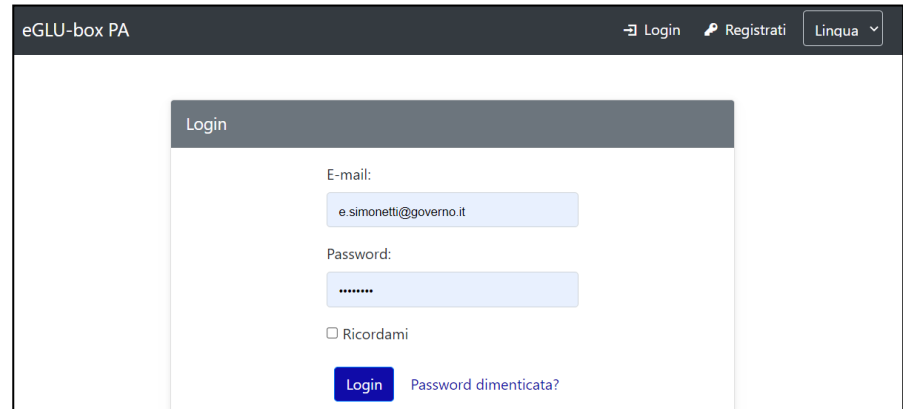 eGLU-box PA Login Registrati Lingua
Login
E-mail:
e.simonetti@governo.it
Password:
••••••••
Ricordami
Login Password dimenticata?